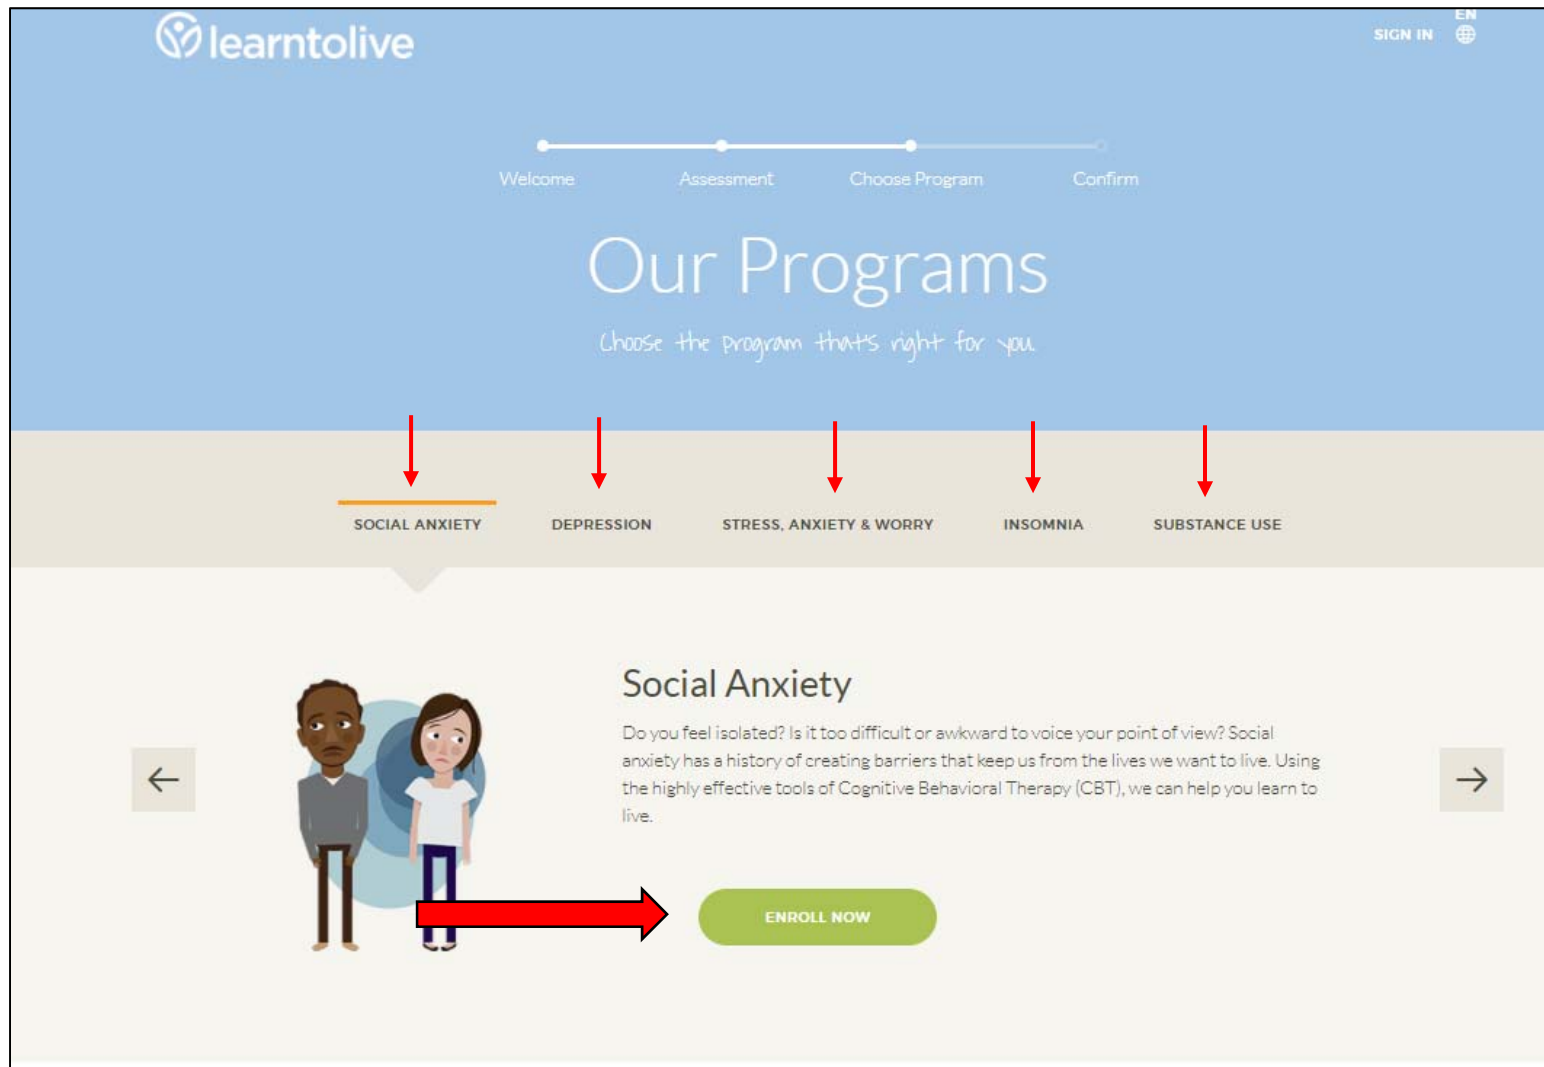 learntolive
EN
SIGN IN
Welcome Assessment Choose Program Confirm
Our Programs
Choose the program that's right for you
SOCIAL ANXIETY DEPRESSION STRESS, ANXIETY & WORRY INSOMNIA SUBSTANCE USE
Social Anxiety
Do you feel isolated? Is it too difficult or awkward to voice your point of view? Social
anxiety has a history of creating barriers that keep us from the lives we want to live. Using
the highly effective tools of Cognitive Behavioral Therapy (CBT), we can help you learn to
live.
ENROLL NOW